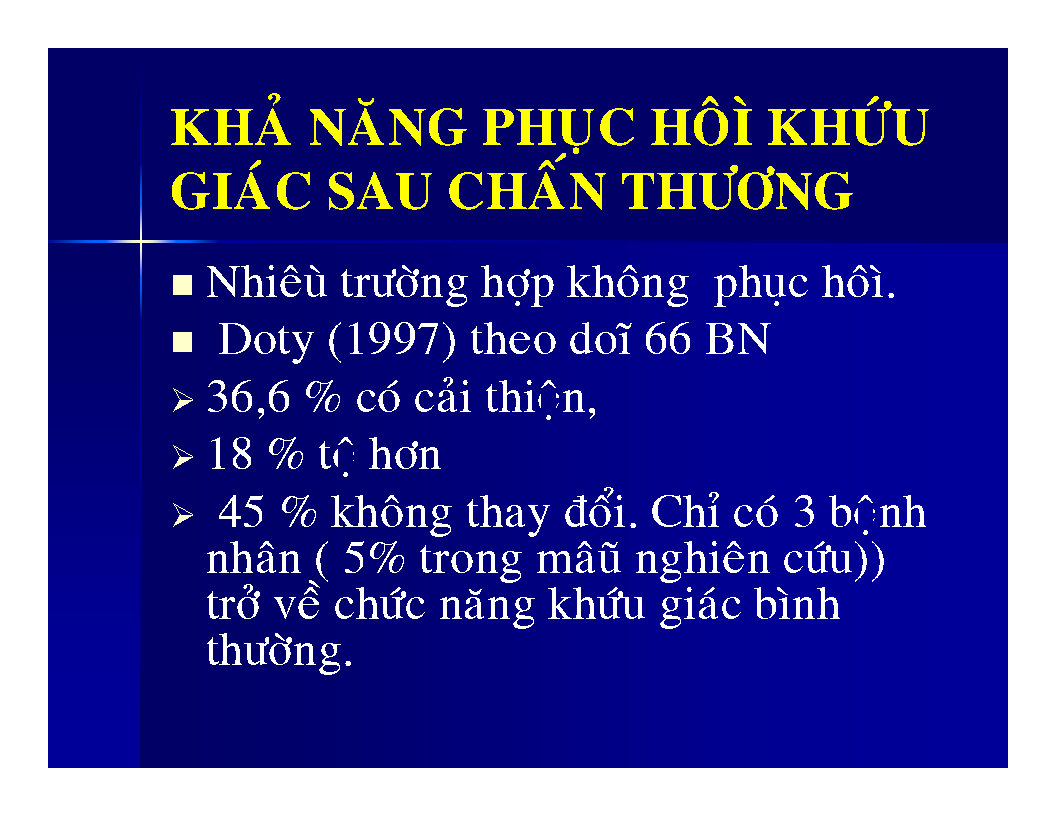 KHẢ NĂNG PHỤC HÔÌ KHỨU
GIÁC SAU CHẤN THƯƠNG
Nhiêù trường hợp không phục hôì.
Doty (1997) theo doĩ 66 BN
36,6 % có cải thiện,
18 % tệ hơn
45 % không thay đổi. Chỉ có 3 bệnh
nhân ( 5% trong mâũ nghiên cứu))
trở về chức năng khứu giác bình
thường.